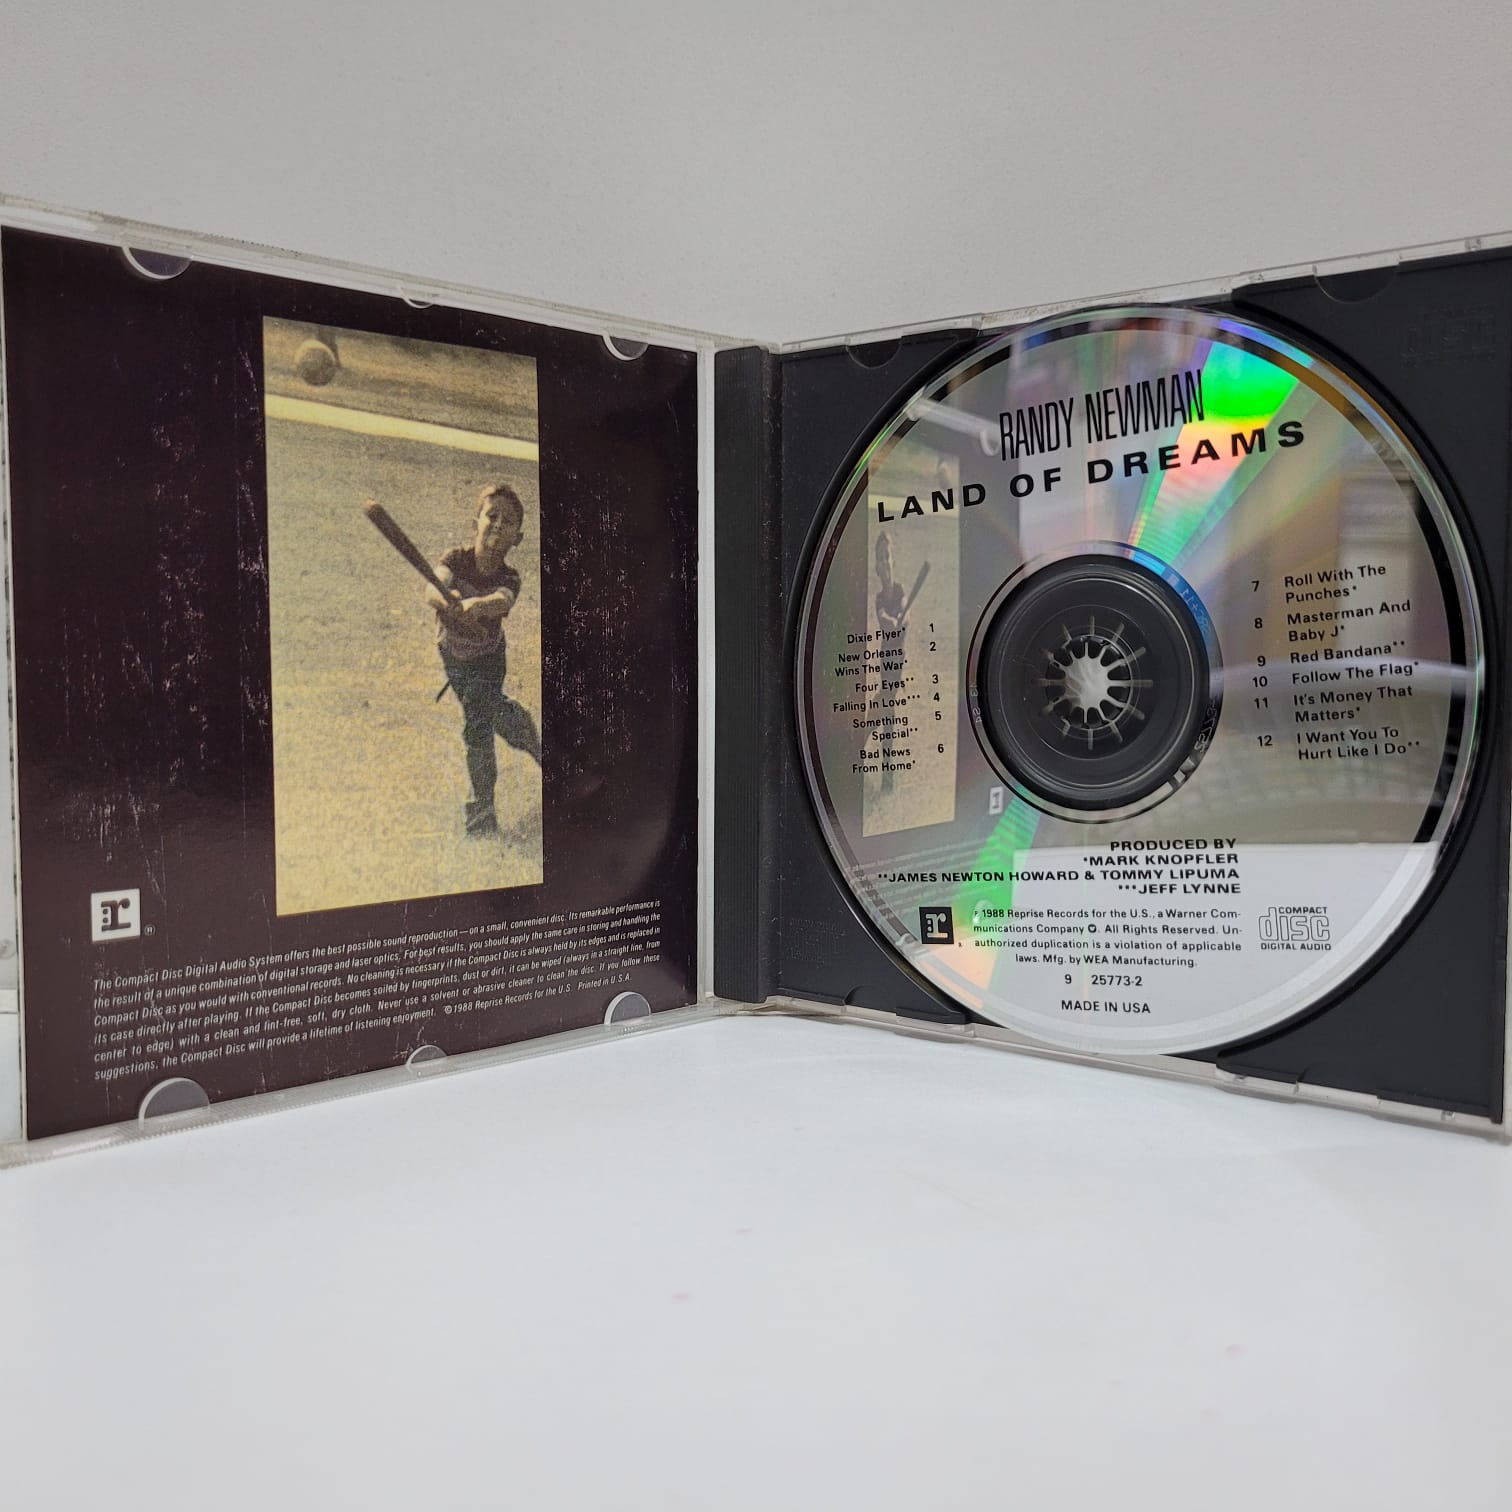 r
®
The Compact Disc Digital Audio System offers the best possible sound reproduction — on a small, convenient disc. Its remarkable performance is
the result of a unique combination of digital storage and laser optics. For best results, you should apply the same care in storing and handling the
Compact Disc as you would with conventional records. No cleaning is necessary if the Compact Disc is always held by its edges and is replaced in
its case directly after playing. If the Compact Disc becomes soiled by fingerprints, dust or dirt, it can be wiped (always in a straight line, from
center to edge) with a clean and lint-free, soft, dry cloth. Never use a solvent or abrasive cleaner to clean the disc. If you follow these
suggestions, the Compact Disc will provide a lifetime of listening enjoyment. ©1988 Reprise Records for the U.S. Printed in U.S.A.
RANDY NEWMAN
LAND OF DREAMS
Dixie Flyer* 1
New Orleans 2
Wins The War*
Four Eyes** 3
Falling In Love*** 4
Something 5
Special**
Bad News 6
From Home*
7 Roll With The
Punches*
8 Masterman And
Baby J*
9 Red Bandana**
10 Follow The Flag*
11 It's Money That
Matters*
12 I Want You To
Hurt Like I Do**
PRODUCED BY
*MARK KNOPFLER
**JAMES NEWTON HOWARD & TOMMY LIPUMA
***JEFF LYNNE
r
℗ 1988 Reprise Records for the U.S., a Warner Com-
munications Company. All Rights Reserved. Un-
authorized duplication is a violation of applicable
laws. Mfg. by WEA Manufacturing.
9 25773-2
MADE IN USA
COMPACT
disc
DIGITAL AUDIO